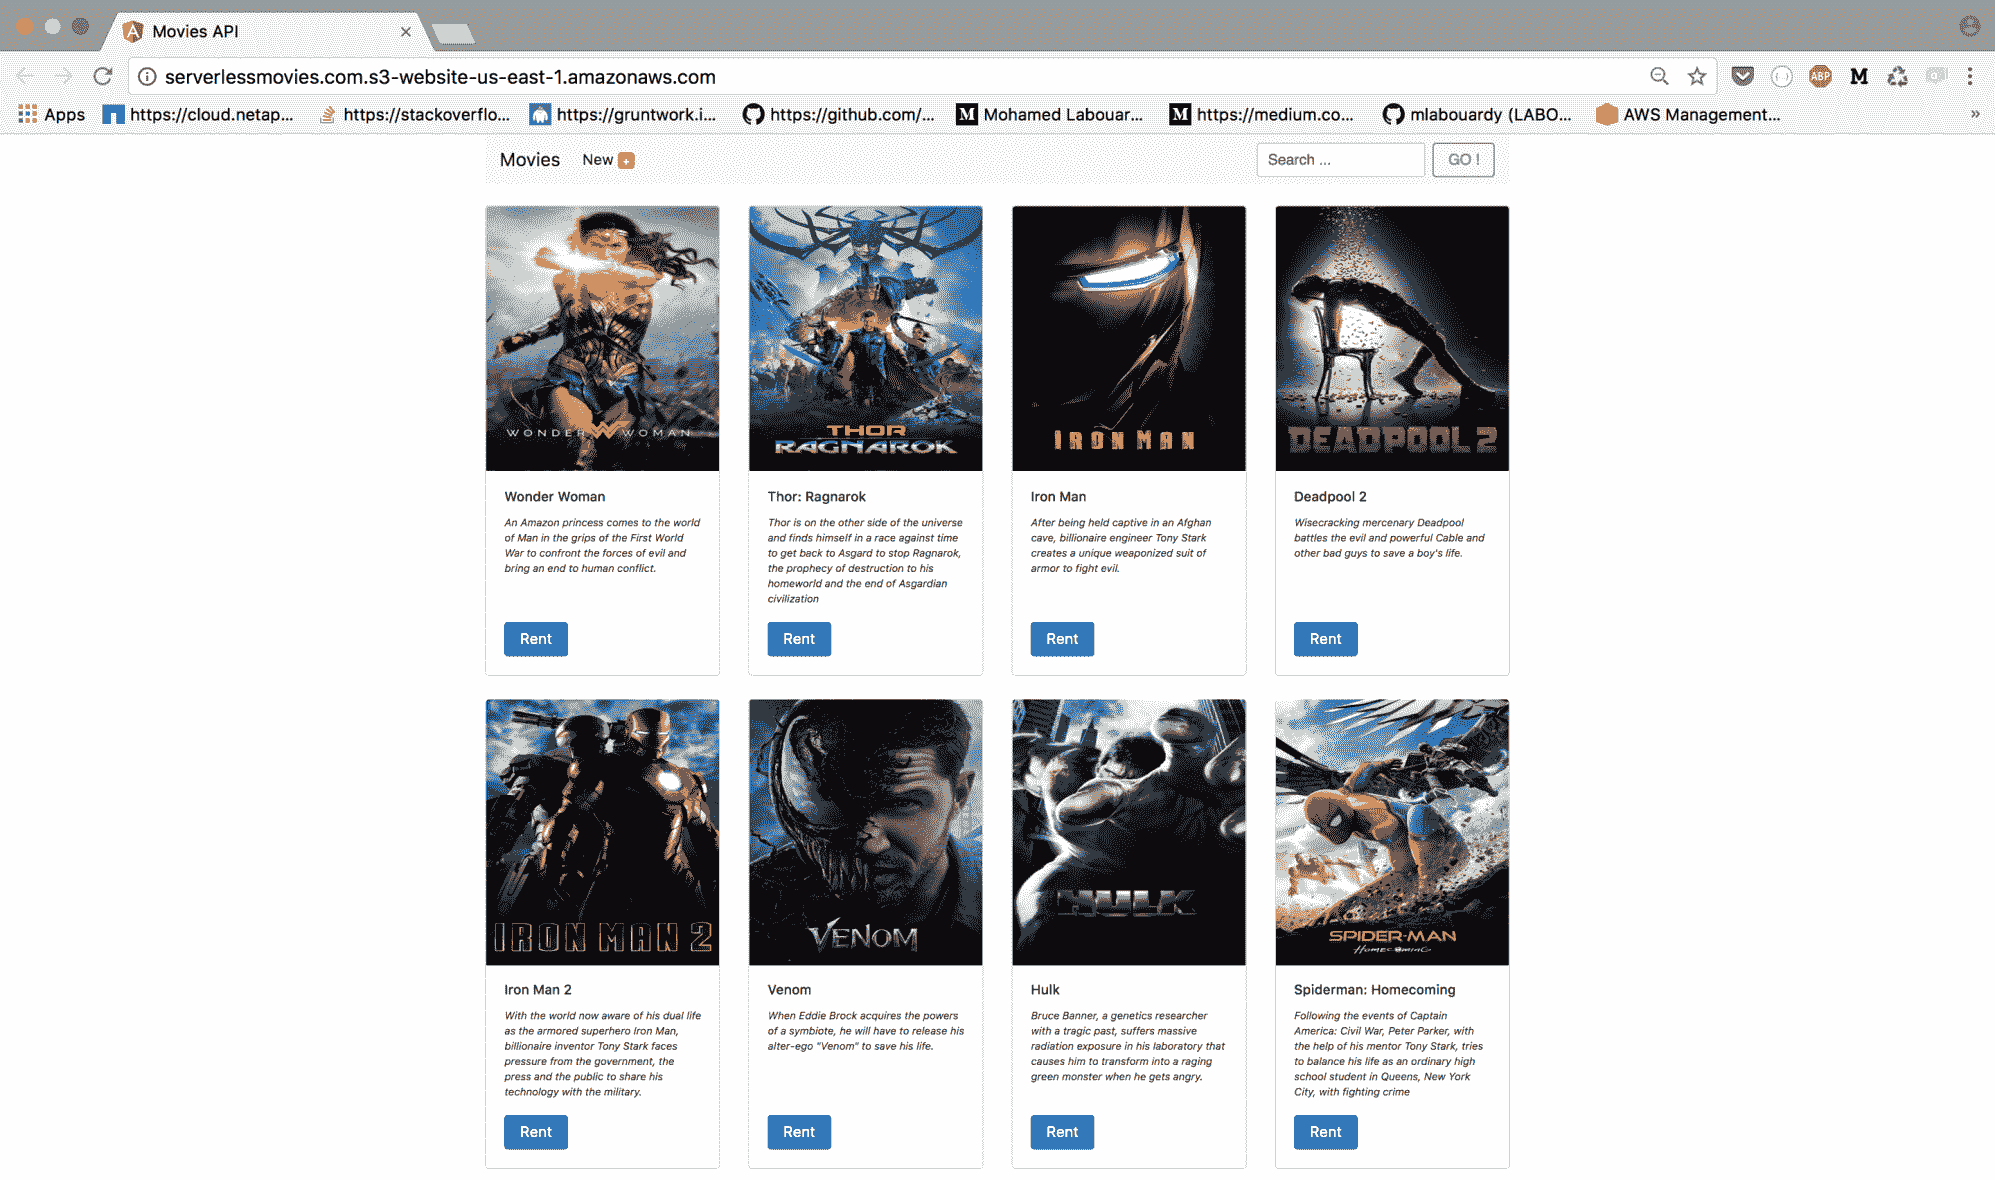 Movies API
serverlessmovies.com.s3-website-us-east-1.amazonaws.com
ABP
M
Apps
https://cloud.netap...
https://stackoverflo...
https://gruntwork.i...
https://github.com/...
M
Mohamed Labouar...
M
https://medium.co...
mlabouardy (LABO...
AWS Management...
»
Movies
New +
Search ...
GO !
WONDER WOMAN
THOR
RAGNAROK
IRON MAN
DEADPOOL 2
Wonder Woman
An Amazon princess comes to the world
of Man in the grips of the First World
War to confront the forces of evil and
bring an end to human conflict.
Rent
Thor: Ragnarok
Thor is on the other side of the universe
and finds himself in a race against time
to get back to Asgard to stop Ragnarok,
the prophecy of destruction to his
homeworld and the end of Asgardian
civilization
Rent
Iron Man
After being held captive in an Afghan
cave, billionaire engineer Tony Stark
creates a unique weaponized suit of
armor to fight evil.
Rent
Deadpool 2
Wisecracking mercenary Deadpool
battles the evil and powerful Cable and
other bad guys to save a boy's life.
Rent
IRON MAN 2
VENOM
HULK
SPIDER-MAN
HOMECOMING
Iron Man 2
With the world now aware of his dual life
as the armored superhero Iron Man,
billionaire inventor Tony Stark faces
pressure from the government, the
press and the public to share his
technology with the military.
Rent
Venom
When Eddie Brock acquires the powers
of a symbiote, he will have to release his
alter-ego "Venom" to save his life.
Rent
Hulk
Bruce Banner, a genetics researcher
with a tragic past, suffers massive
radiation exposure in his laboratory that
causes him to transform into a raging
green monster when he gets angry.
Rent
Spiderman: Homecoming
Following the events of Captain
America: Civil War, Peter Parker, with
the help of his mentor Tony Stark, tries
to balance his life as an ordinary high
school student in Queens, New York
City, with fighting crime
Rent